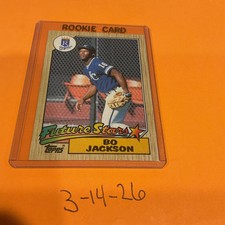 ROOKIE CARD
Future Stars
Topps
BO
JACKSON
3-14-26